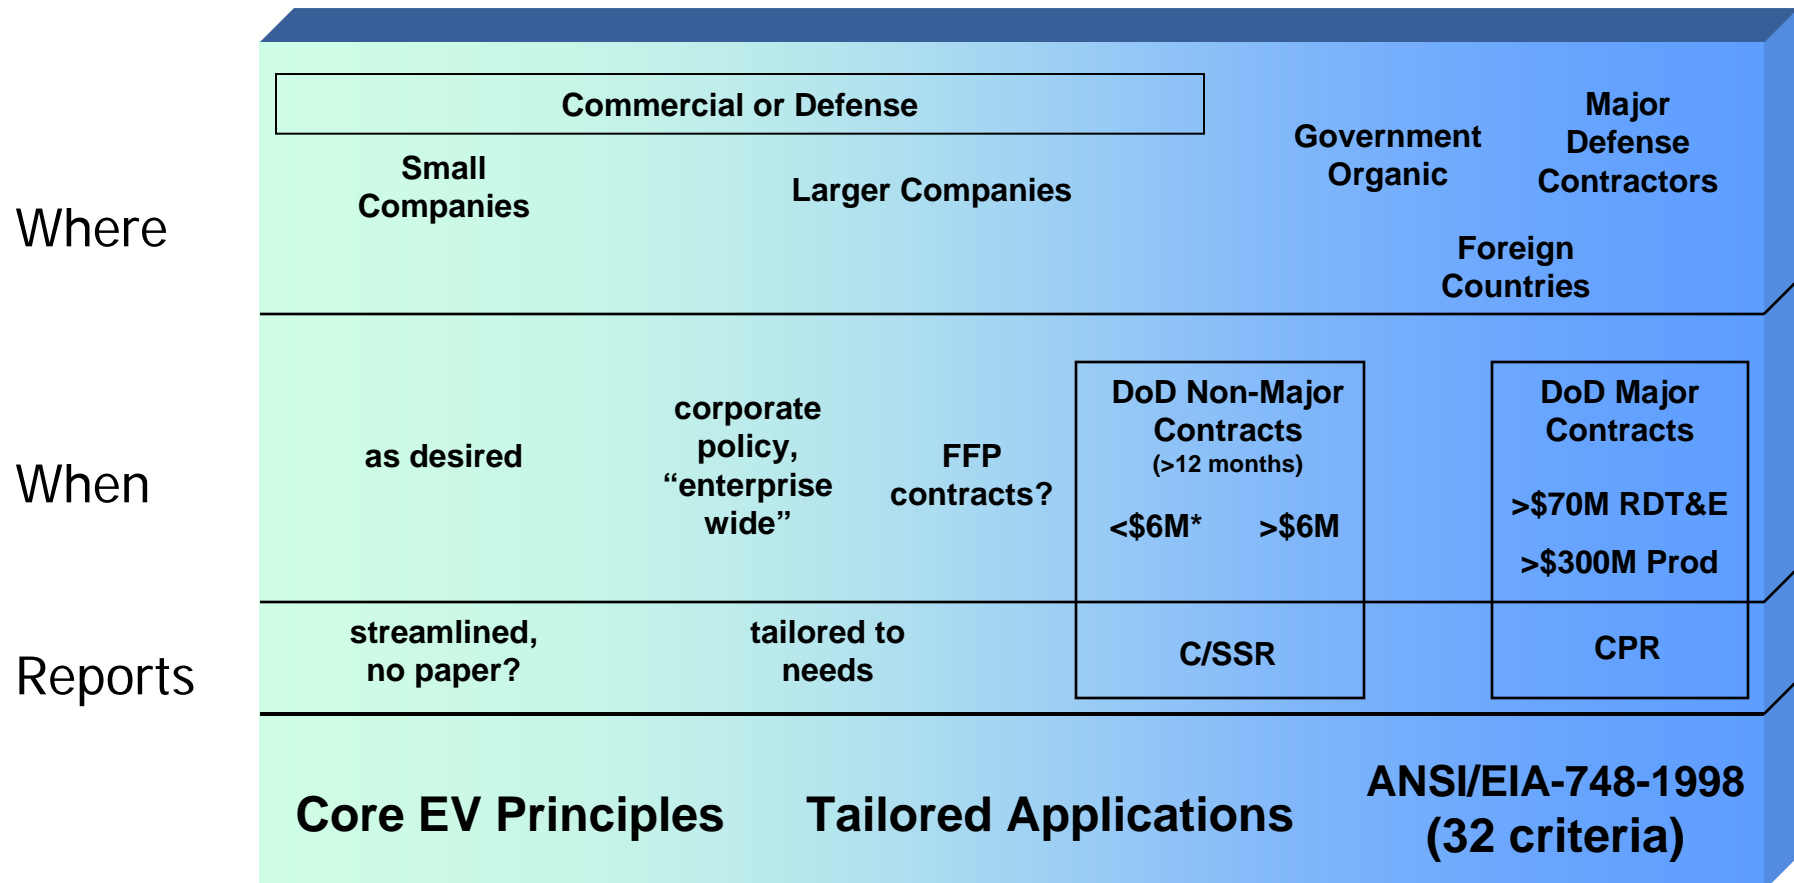 Where
Commercial or Defense
Small
Companies
Larger Companies
Government
Organic
Major
Defense
Contractors
Foreign
Countries
When
as desired
corporate
policy,
“enterprise
wide”
FFP
contracts?
DoD Non-Major
Contracts
(>12 months)
<$6M* >$6M
DoD Major
Contracts
>$70M RDT&E
>$300M Prod
Reports
streamlined,
no paper?
tailored to
needs
C/SSR
CPR
Core EV Principles
Tailored Applications
ANSI/EIA-748-1998
(32 criteria)